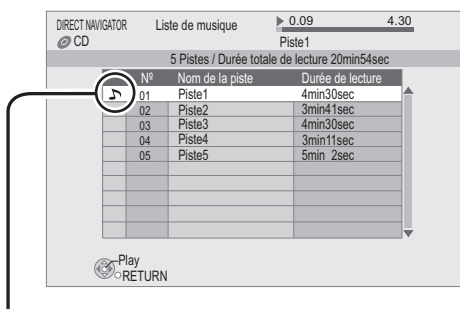 DIRECT NAVIGATOR Liste de musique 0.09 4.30
CD Piste1
5 Pistes / Durée totale de lecture 20min54sec
Nº Nom de la piste Durée de lecture
01 Piste1 4min30sec
02 Piste2 3min41sec
03 Piste3 4min30sec
04 Piste4 3min11sec
05 Piste5 5min 2sec
Play
RETURN